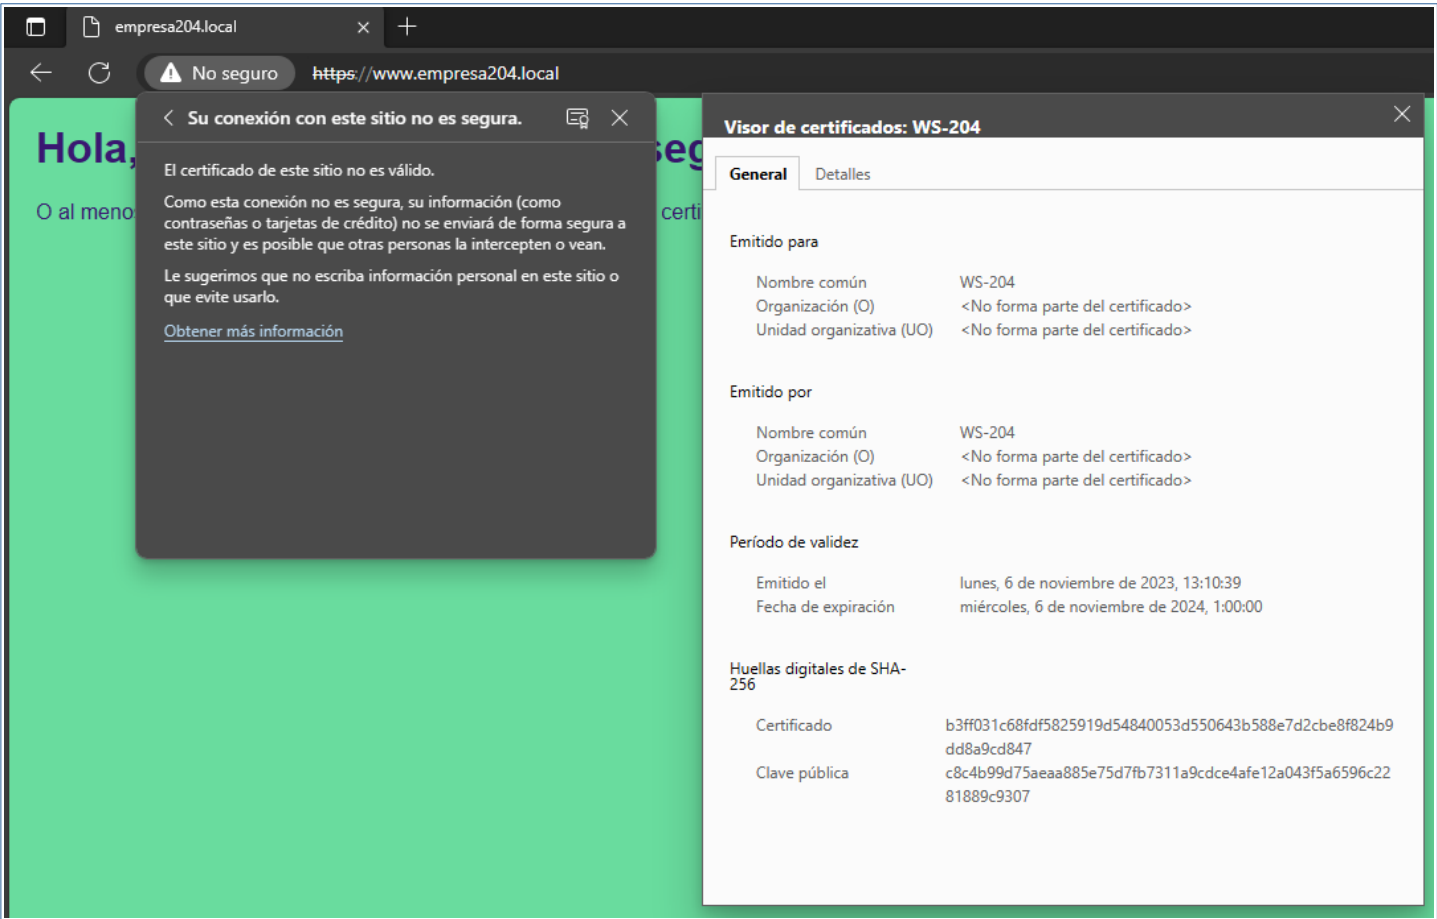 empresa204.local
No seguro
https://www.empresa204.local
Hola,
seg
O al meno
certi
Su conexión con este sitio no es segura.
El certificado de este sitio no es válido.
Como esta conexión no es segura, su información (como
contraseñas o tarjetas de crédito) no se enviará de forma segura a
este sitio y es posible que otras personas la intercepten o vean.
Le sugerimos que no escriba información personal en este sitio o
que evite usarlo.
Obtener más información
Visor de certificados: WS-204
General Detalles
Emitido para
Nombre común WS-204
Organización (O) <No forma parte del certificado>
Unidad organizativa (UO) <No forma parte del certificado>
Emitido por
Nombre común WS-204
Organización (O) <No forma parte del certificado>
Unidad organizativa (UO) <No forma parte del certificado>
Período de validez
Emitido el lunes, 6 de noviembre de 2023, 13:10:39
Fecha de expiración miércoles, 6 de noviembre de 2024, 1:00:00
Huellas digitales de SHA-
256
Certificado b3ff031c68fdf5825919d54840053d550643b588e7d2cbe8f824b9
dd8a9cd847
Clave pública c8c4b99d75aeaa885e75d7fb7311a9cdce4afe12a043f5a6596c22
81889c9307